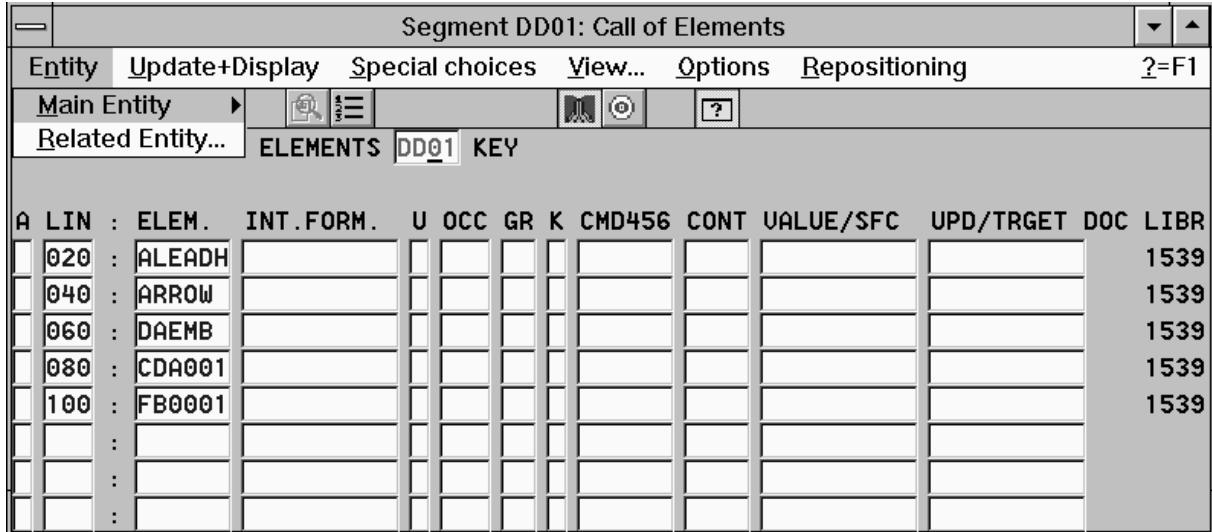 Segment DD01: Call of Elements
Entity Update+Display Special choices View... Options Repositioning ?=F1
Main Entity
Related Entity...
ELEMENTS DD01 KEY
A LIN : ELEM. INT.FORM. U OCC GR K CMD456 CONT VALUE/SFC UPD/TRGET DOC LIBR
020 : ALEADH 1539
040 : ARROW 1539
060 : DAEMB 1539
080 : CDA001 1539
100 : FB0001 1539
:
:
: